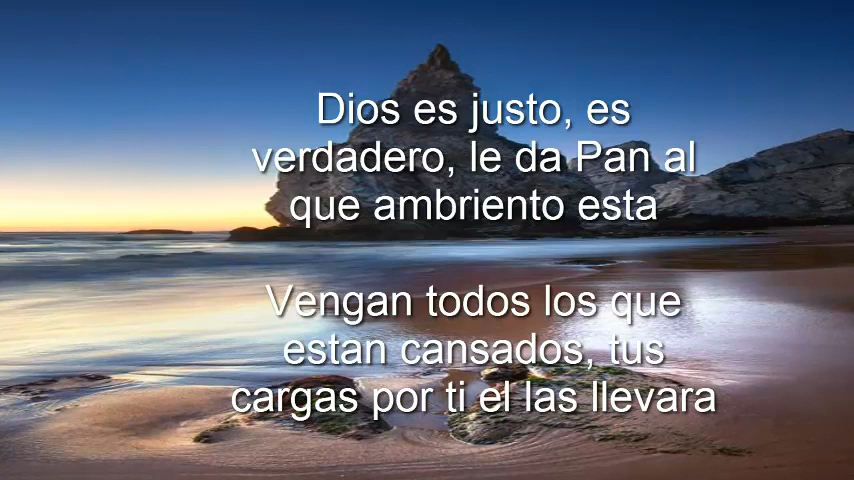 Dios es justo, es
verdadero, le da Pan al
que ambriento esta
Vengan todos los que
estan cansados, tus
cargas por ti el las llevara